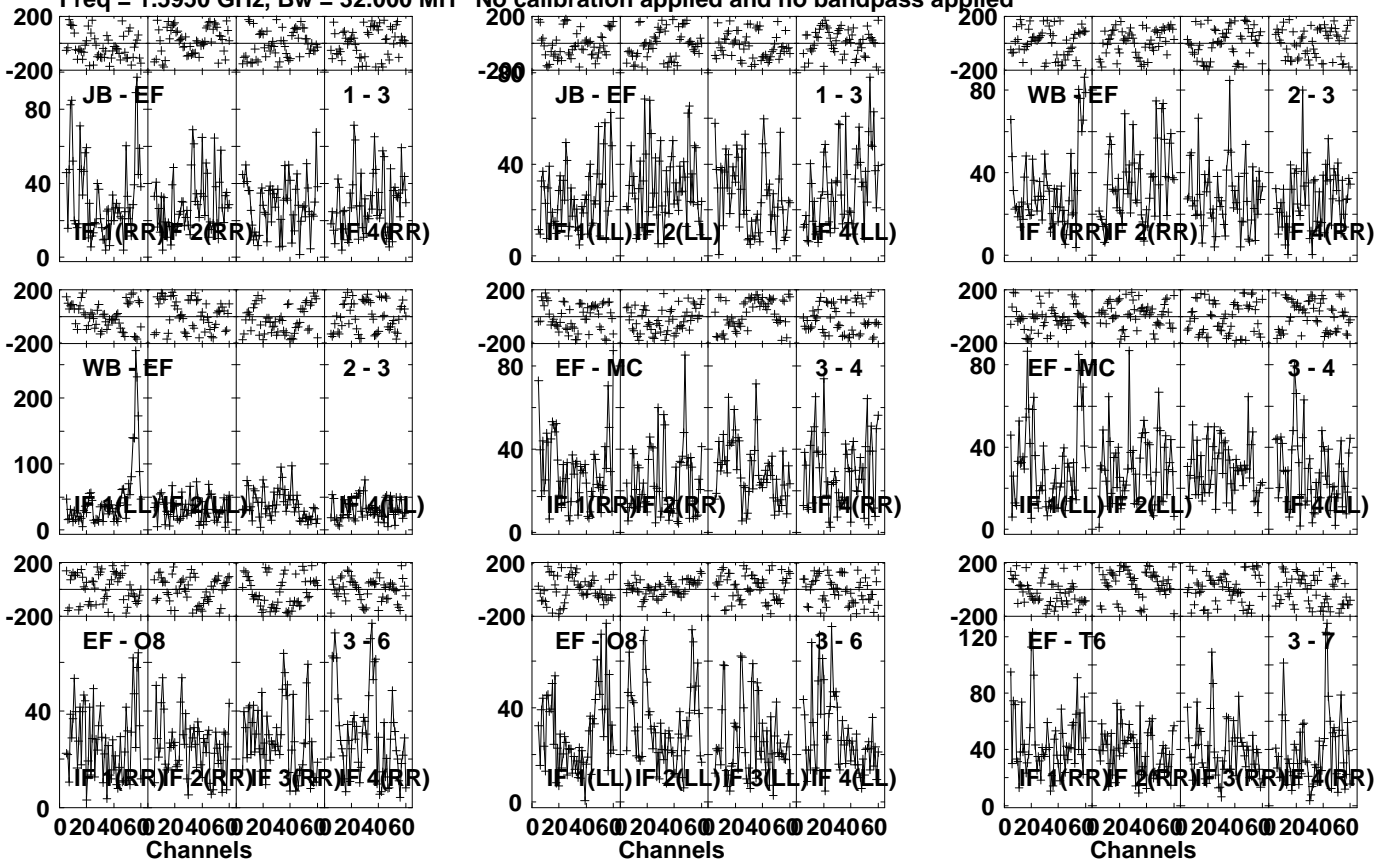 Freq = 1.5950 GHz, Bw = 32.000 MH No calibration applied and no bandpass applied
200
-200
80
40
0
JB - EF
1 - 3
IF 1(RR)
IF 2(RR)
IF 4(RR)
200
-200
80
40
0
JB - EF
1 - 3
IF 1(LL)
IF 2(LL)
IF 4(LL)
200
-200
80
40
0
WB - EF
2 - 3
IF 1(RR)
IF 2(RR)
IF 4(RR)
200
-200
200
100
0
WB - EF
2 - 3
IF 1(LL)
IF 2(LL)
IF 4(LL)
200
-200
80
40
0
EF - MC
3 - 4
IF 1(RR)
IF 2(RR)
IF 4(RR)
200
-200
80
40
0
EF - MC
3 - 4
IF 1(LL)
IF 2(LL)
IF 4(LL)
200
-200
40
0
EF - O8
3 - 6
IF 1(RR)
IF 2(RR)
IF 3(RR)
IF 4(RR)
0 20 40 60 0 20 40 60 0 20 40 60 0 20 40 60
Channels
200
-200
40
0
EF - O8
3 - 6
IF 1(LL)
IF 2(LL)
IF 3(LL)
IF 4(LL)
0 20 40 60 0 20 40 60 0 20 40 60 0 20 40 60
Channels
200
-200
120
80
40
0
EF - T6
3 - 7
IF 1(RR)
IF 2(RR)
IF 3(RR)
IF 4(RR)
0 20 40 60 0 20 40 60 0 20 40 60 0 20 40 60
Channels